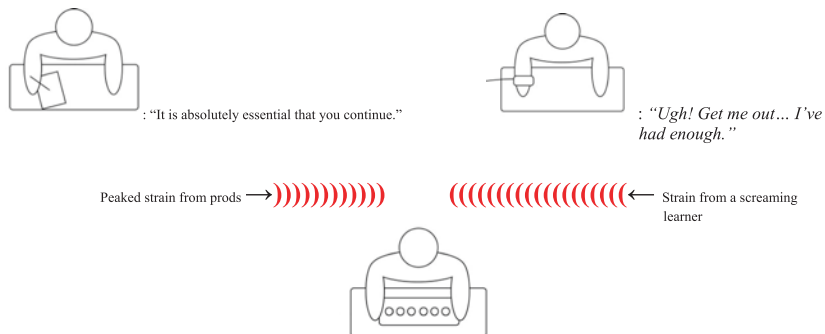 : “It is absolutely essential that you continue.”
: “Ugh! Get me out… I’ve
had enough.”
Peaked strain from prods
Strain from a screaming
learner